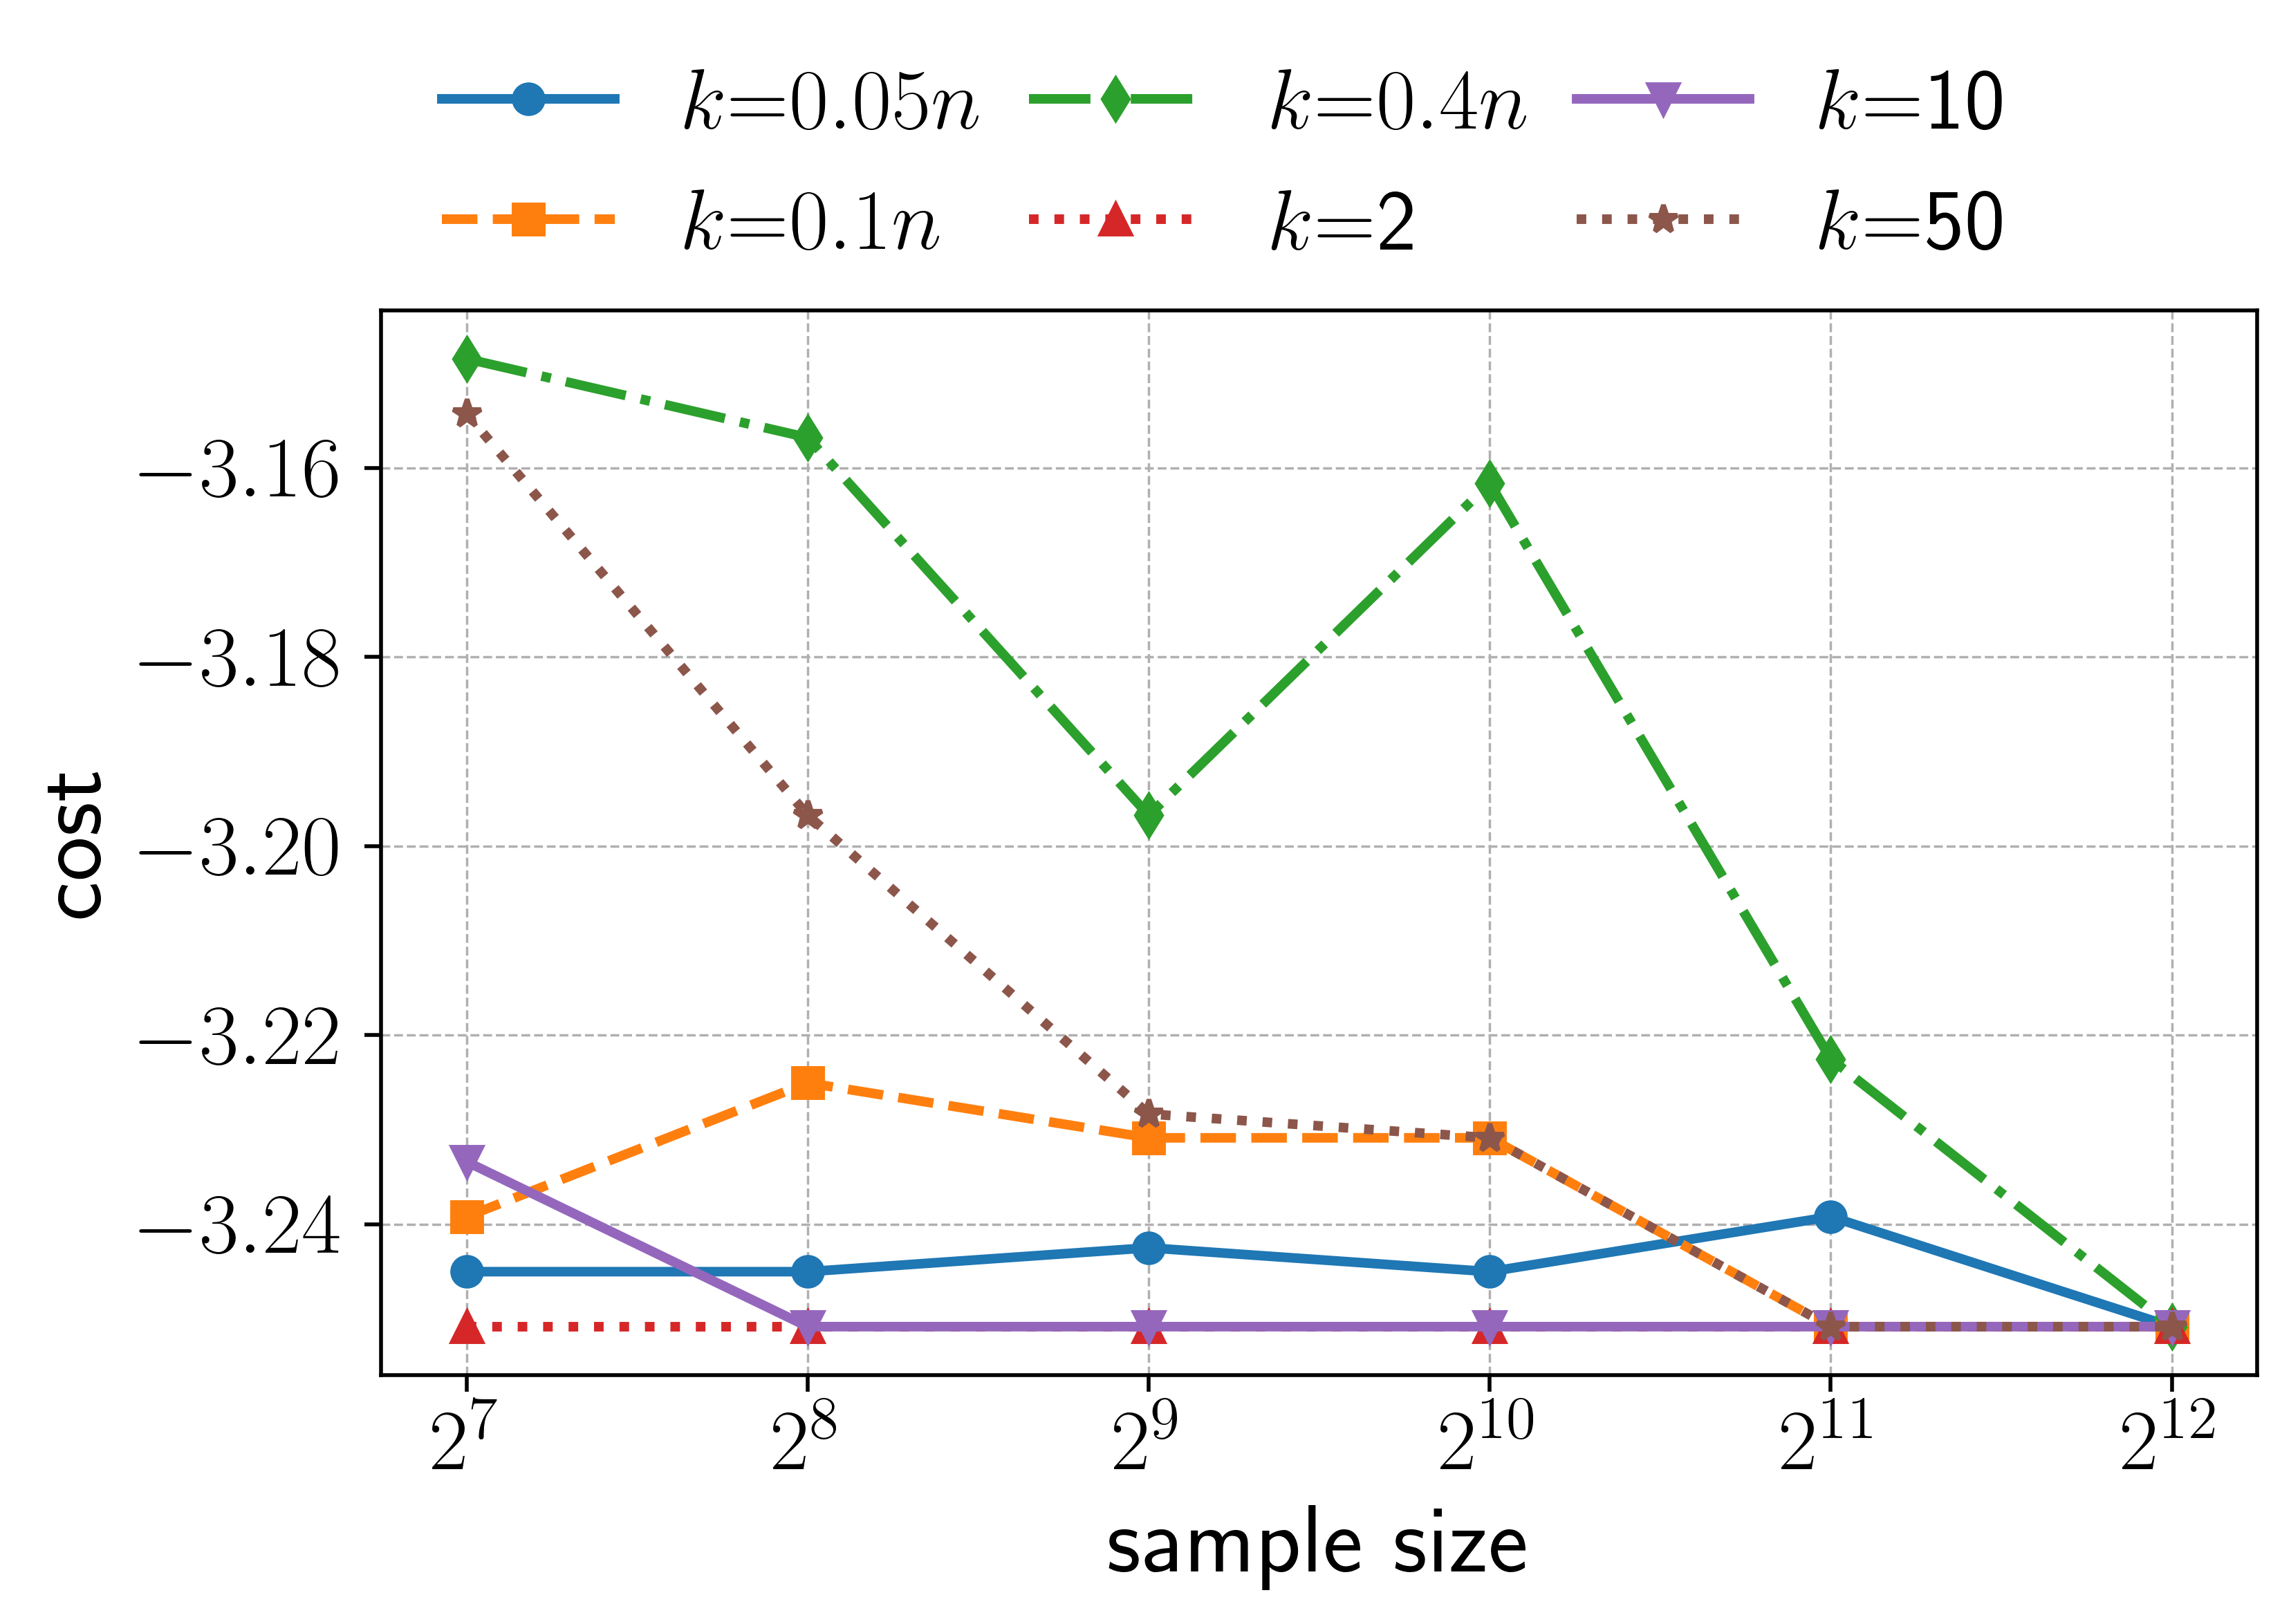 k=0.05n k=0.4n k=10
k=0.1n k=2 k=50
−3.16
−3.18
−3.20
−3.22
−3.24
cost
2^7 2^8 2^9 2^10 2^11 2^12
sample size